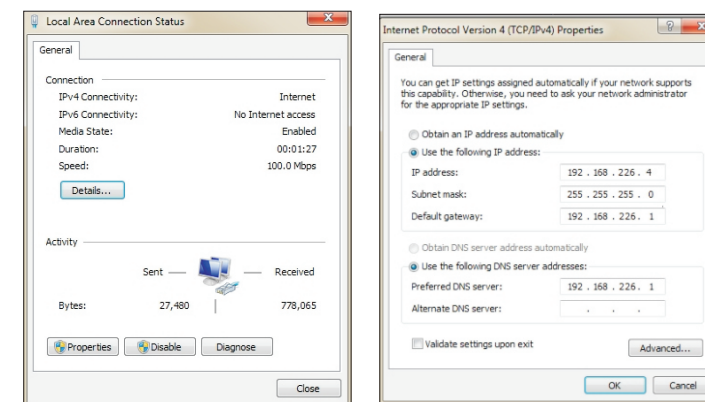 Local Area Connection Status
General
Connection
IPv4 Connectivity: Internet
IPv6 Connectivity: No Internet access
Media State: Enabled
Duration: 00:01:27
Speed: 100.0 Mbps
Details...
Activity
Sent Received
Bytes: 27,480 778,065
Properties Disable Diagnose
Close
Internet Protocol Version 4 (TCP/IPv4) Properties
General
You can get IP settings assigned automatically if your network supports
this capability. Otherwise, you need to ask your network administrator
for the appropriate IP settings.
Obtain an IP address automatically
Use the following IP address:
IP address: 192 . 168 . 226 . 4
Subnet mask: 255 . 255 . 255 . 0
Default gateway: 192 . 168 . 226 . 1
Obtain DNS server address automatically
Use the following DNS server addresses:
Preferred DNS server: 192 . 168 . 226 . 1
Alternate DNS server: . . .
Validate settings upon exit
Advanced...
OK Cancel